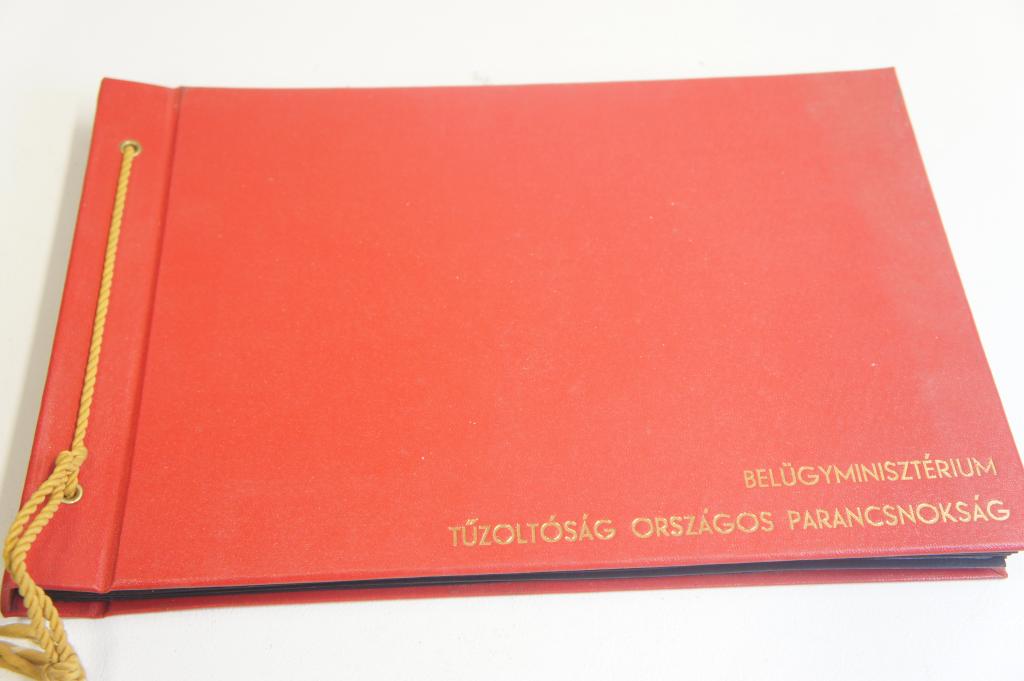 BELÜGYMINISZTÉRIUM
TŰZOLTÓSÁG ORSZÁGOS PARANCSNOKSÁG